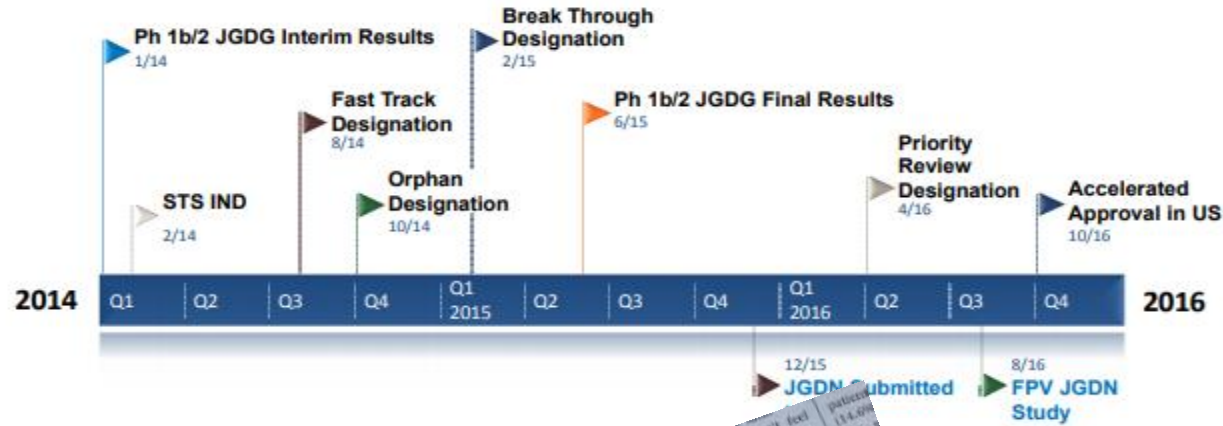 Ph 1b/2 JGDG Interim Results
1/14
Break Through
Designation
2/15
Fast Track
Designation
8/14
Ph 1b/2 JGDG Final Results
6/15
STS IND
2/14
Orphan
Designation
10/14
Priority
Review
Designation
4/16
Accelerated
Approval in US
10/16
2014
Q1
Q2
Q3
Q4
Q1
2015
Q2
Q3
Q4
Q1
2016
Q2
Q3
Q4
2016
12/15
JGDN Submitted
8/16
FPV JGDN
Study
feel